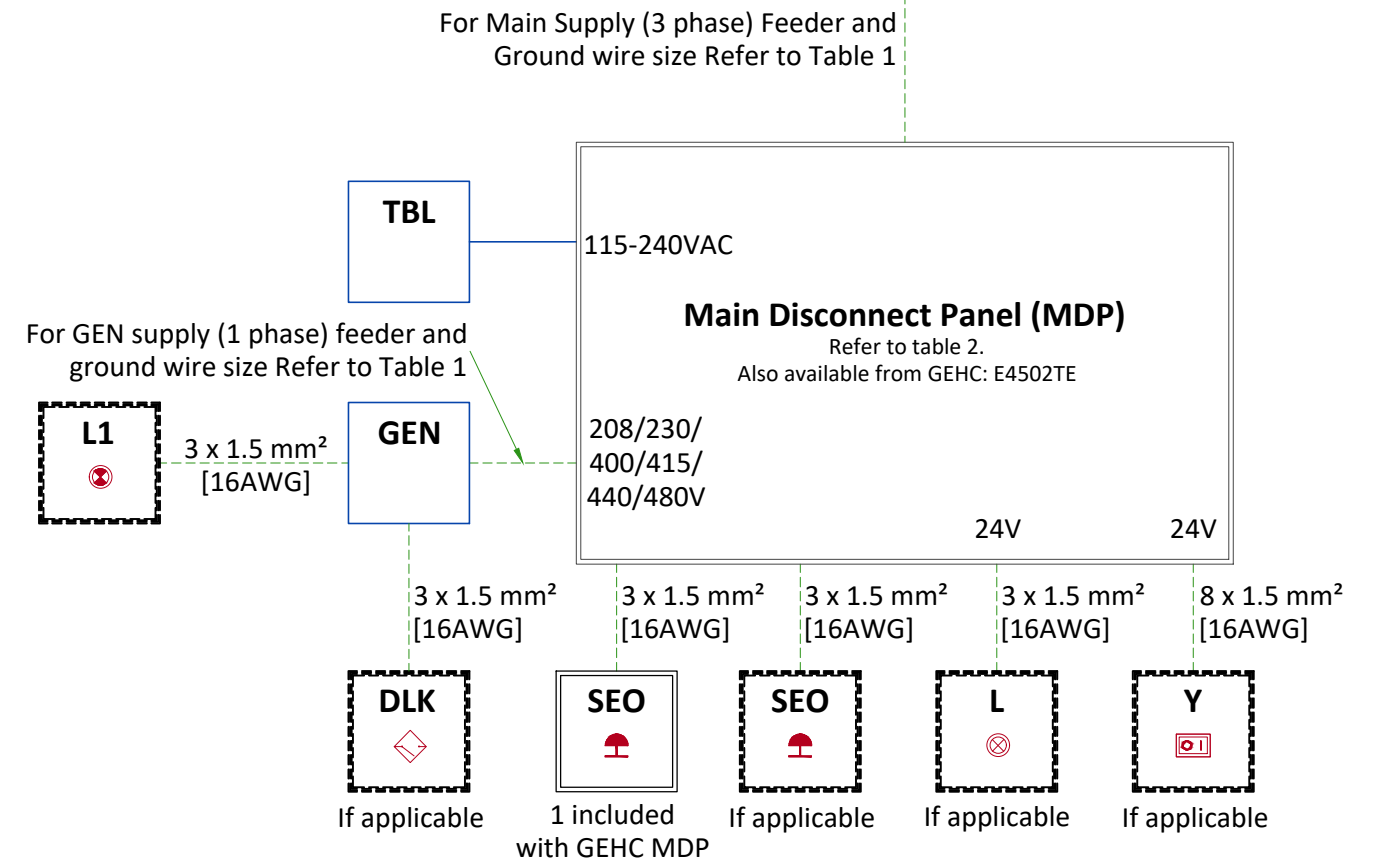 For Main Supply (3 phase) Feeder and
Ground wire size Refer to Table 1
TBL
115-240VAC
Main Disconnect Panel (MDP)
Refer to table 2.
Also available from GEHC: E4502TE
For GEN supply (1 phase) feeder and
ground wire size Refer to Table 1
L1
3 x 1.5 mm²
[16AWG]
GEN
208/230/
400/415/
440/480V
24V
24V
3 x 1.5 mm²
[16AWG]
3 x 1.5 mm²
[16AWG]
3 x 1.5 mm²
[16AWG]
3 x 1.5 mm²
[16AWG]
8 x 1.5 mm²
[16AWG]
DLK
If applicable
SEO
1 included
with GEHC MDP
SEO
If applicable
L
If applicable
Y
If applicable